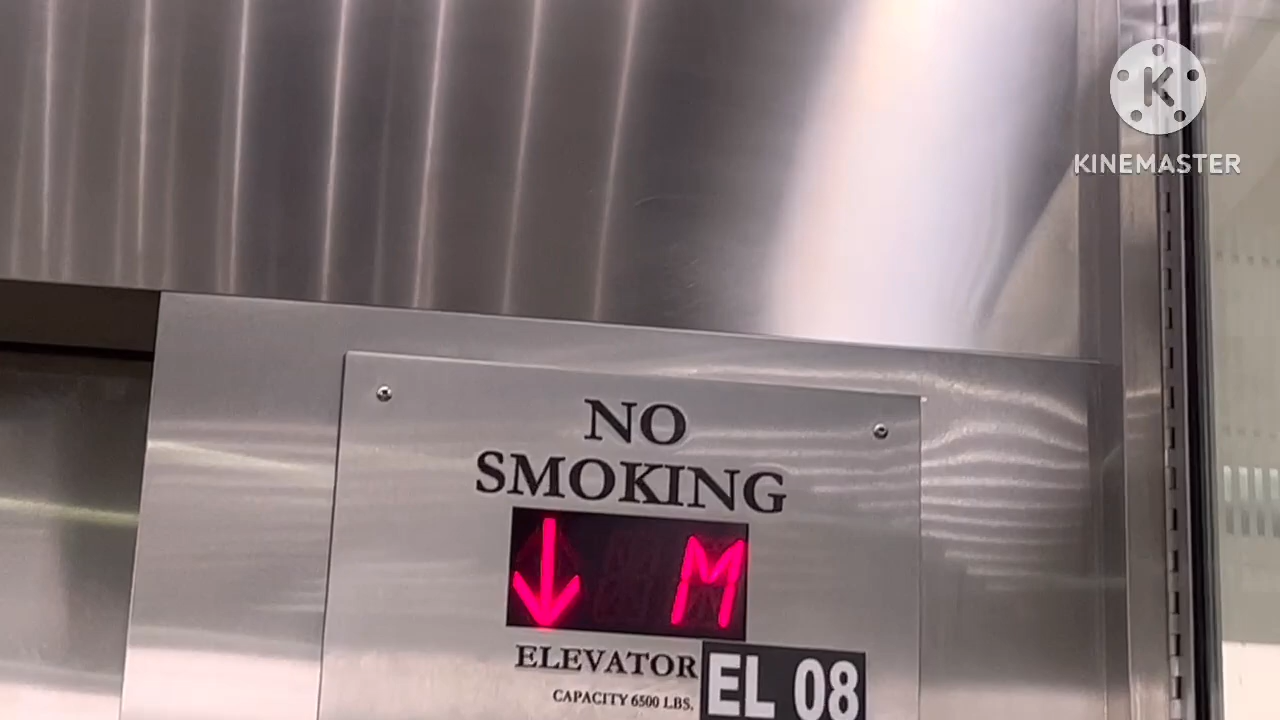 K
KINEMASTER
NO
SMOKING
↓ M
ELEVATOR
EL 08
CAPACITY 6500 LBS.